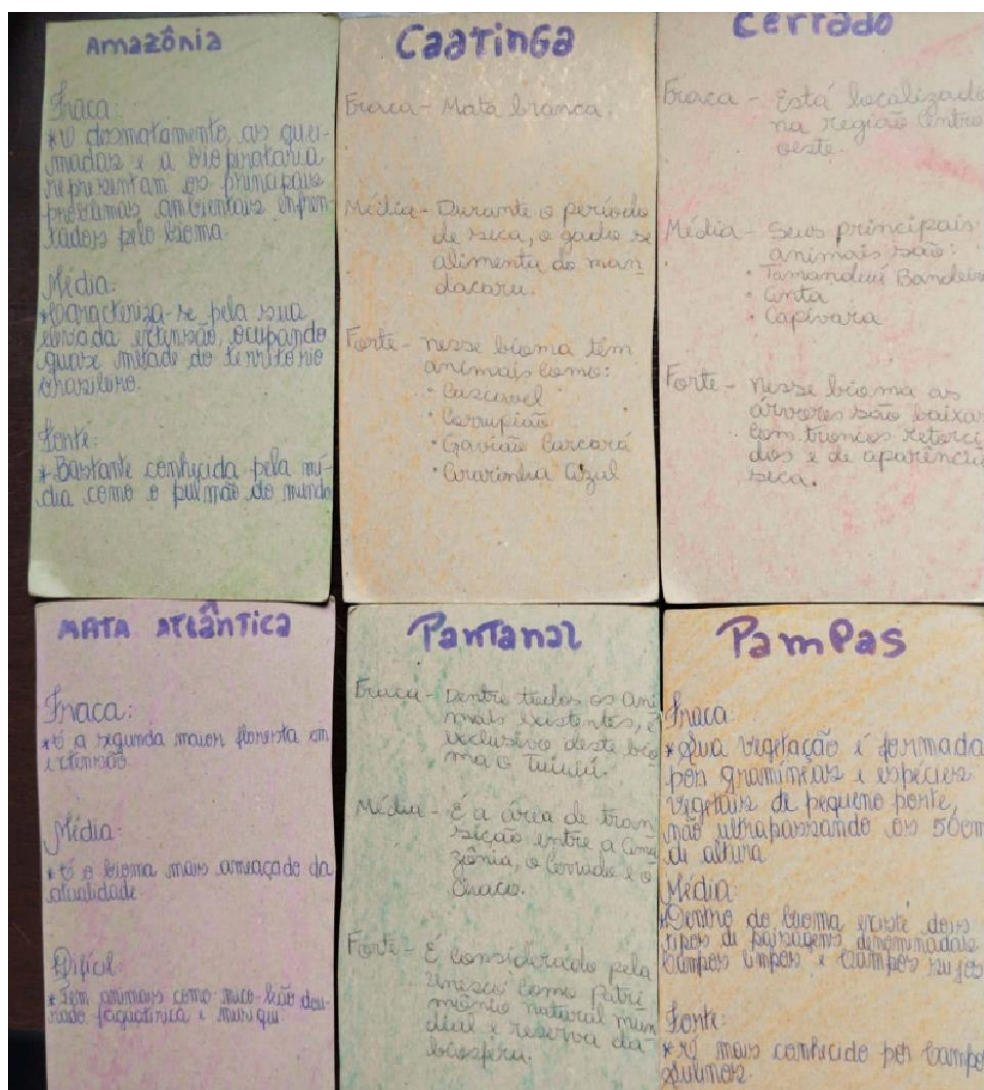 Amazônia
Fraca:
*O desmatamento, as quei-
madas e a biopirataria
representam os principais
problemas ambientais enfren-
tados pelo bioma.
Média:
*Caracteriza-se pela sua
elevada extensão, ocupando
quase metade do território
brasileiro.
Forte:
*Bastante conhecida pela mí-
dia como o pulmão do mundo
Caatinga
Fraca - Mata branca.
Média - Durante o período
de seca, o gado se
alimenta do man
dacaru.
Forte - nesse bioma têm
animais como:
• Cascavel
• Corrupião
• Gavião Carcará
• Ararinha Azul
Cerrado
Fraca - Está localizado
na região Centro
oeste.
Média - Seus principais
animais são:
• Tamanduá Bandeira
• Anta
• Capivara
Forte - Nesse bioma as
árvores são baixas
com troncos retorci
dos e de aparência
seca.
MATA ATLÂNTICA
Fraca:
*é a segunda maior floresta em
extensão
Média:
*é o bioma mais ameaçado da
atualidade
Difícil:
*Tem animais como mico-leão dou-
rado jaguatirica e muriqui
Pantanal
Fraca - Dentre todos os ani
mais existentes, é
exclusivo deste bio
ma o Tuiuiú.
Média - É a área de tran
sição entre a Ama
zônia, o Cerrado e o
Chaco.
Forte - É considerado pela
Unesco como patri
mônio natural mun
dial e reserva da
biosfera.
Pampas
Fraca:
*Sua vegetação é formada
por gramíneas e espécies
vegetais de pequeno porte,
não ultrapassando os 50cm
de altura
Média:
*Dentro do bioma existe dois
tipos de paisagens denominadas
Campos limpos e Campos sujos
Forte:
* mais conhecido por Campo
Sulinos.